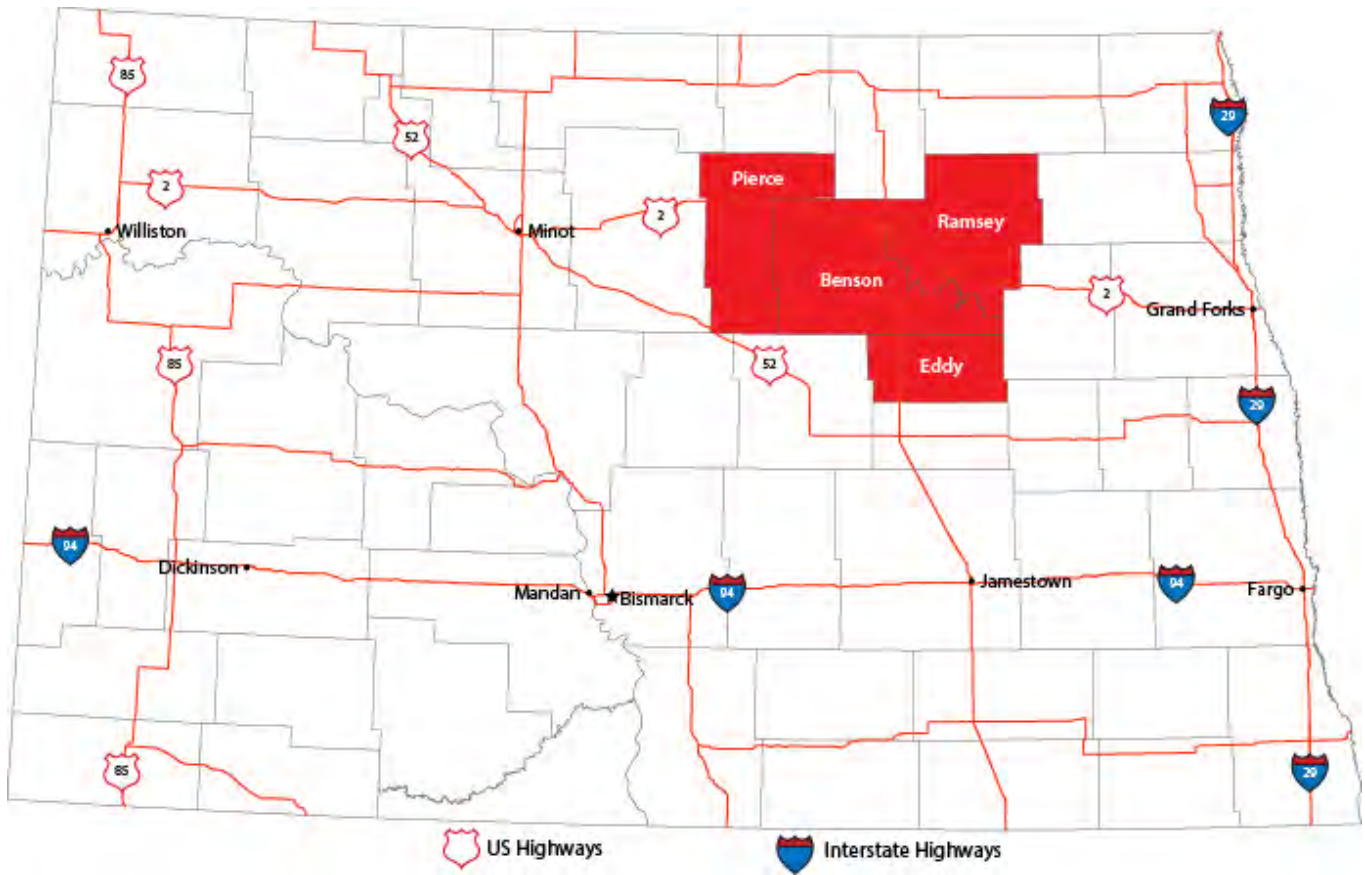 85
52
29
Pierce
2
2
Ramsey
Williston
Minot
Benson
2
Grand Forks
85
52
Eddy
29
94
Dickinson
Mandan
Bismarck
94
Jamestown
94
Fargo
85
29
US Highways
Interstate Highways